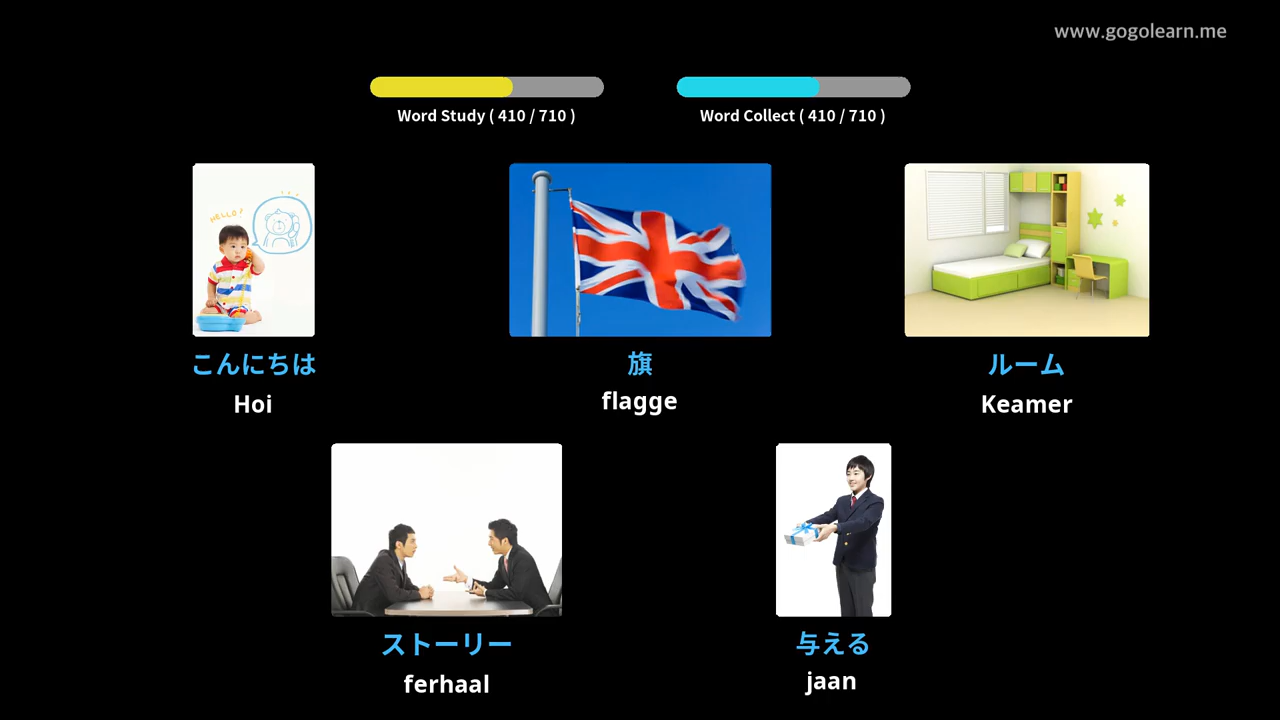 www.gogolearn.me
Word Study ( 410 / 710 )
Word Collect ( 410 / 710 )
HELLO?
こんにちは
Hoi
旗
flagge
ルーム
Keamer
ストーリー
ferhaal
与える
jaan